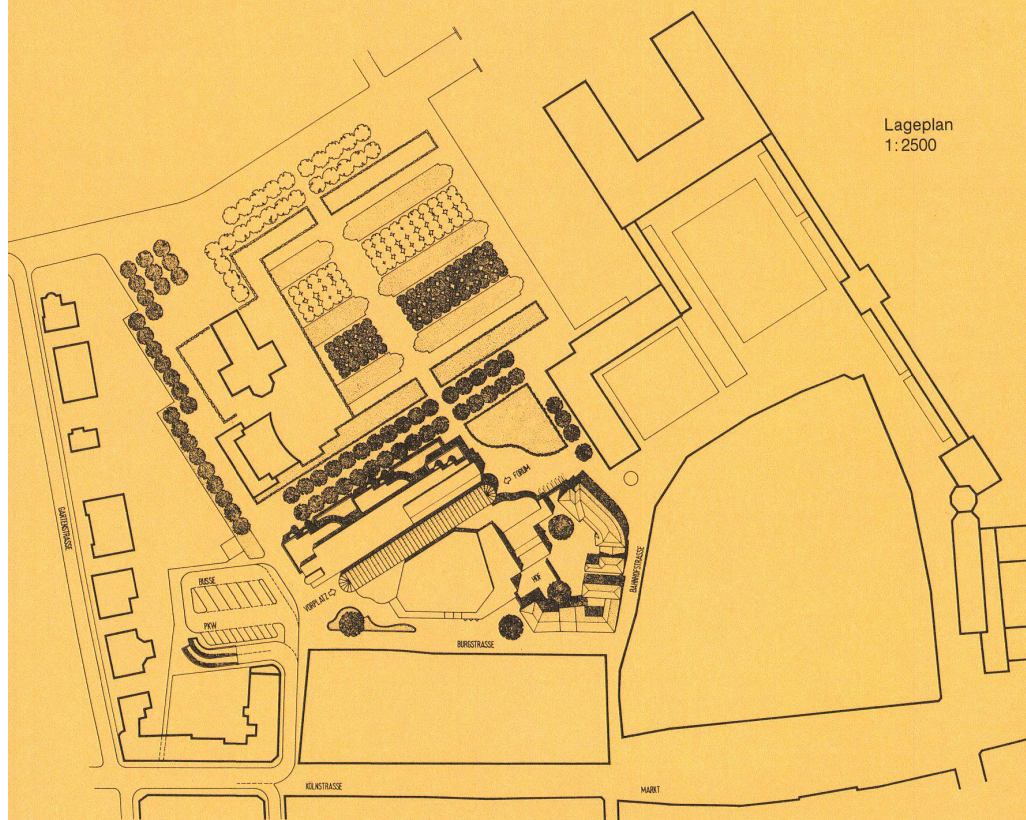 Lageplan
1:2500
FORUM
GARTENSTRASSE
BAHNHOFSTRASSE
HOF
BUSSE
VORPLATZ
PKW
BURGSTRASSE
KÖLNSTRASSE
MARKT